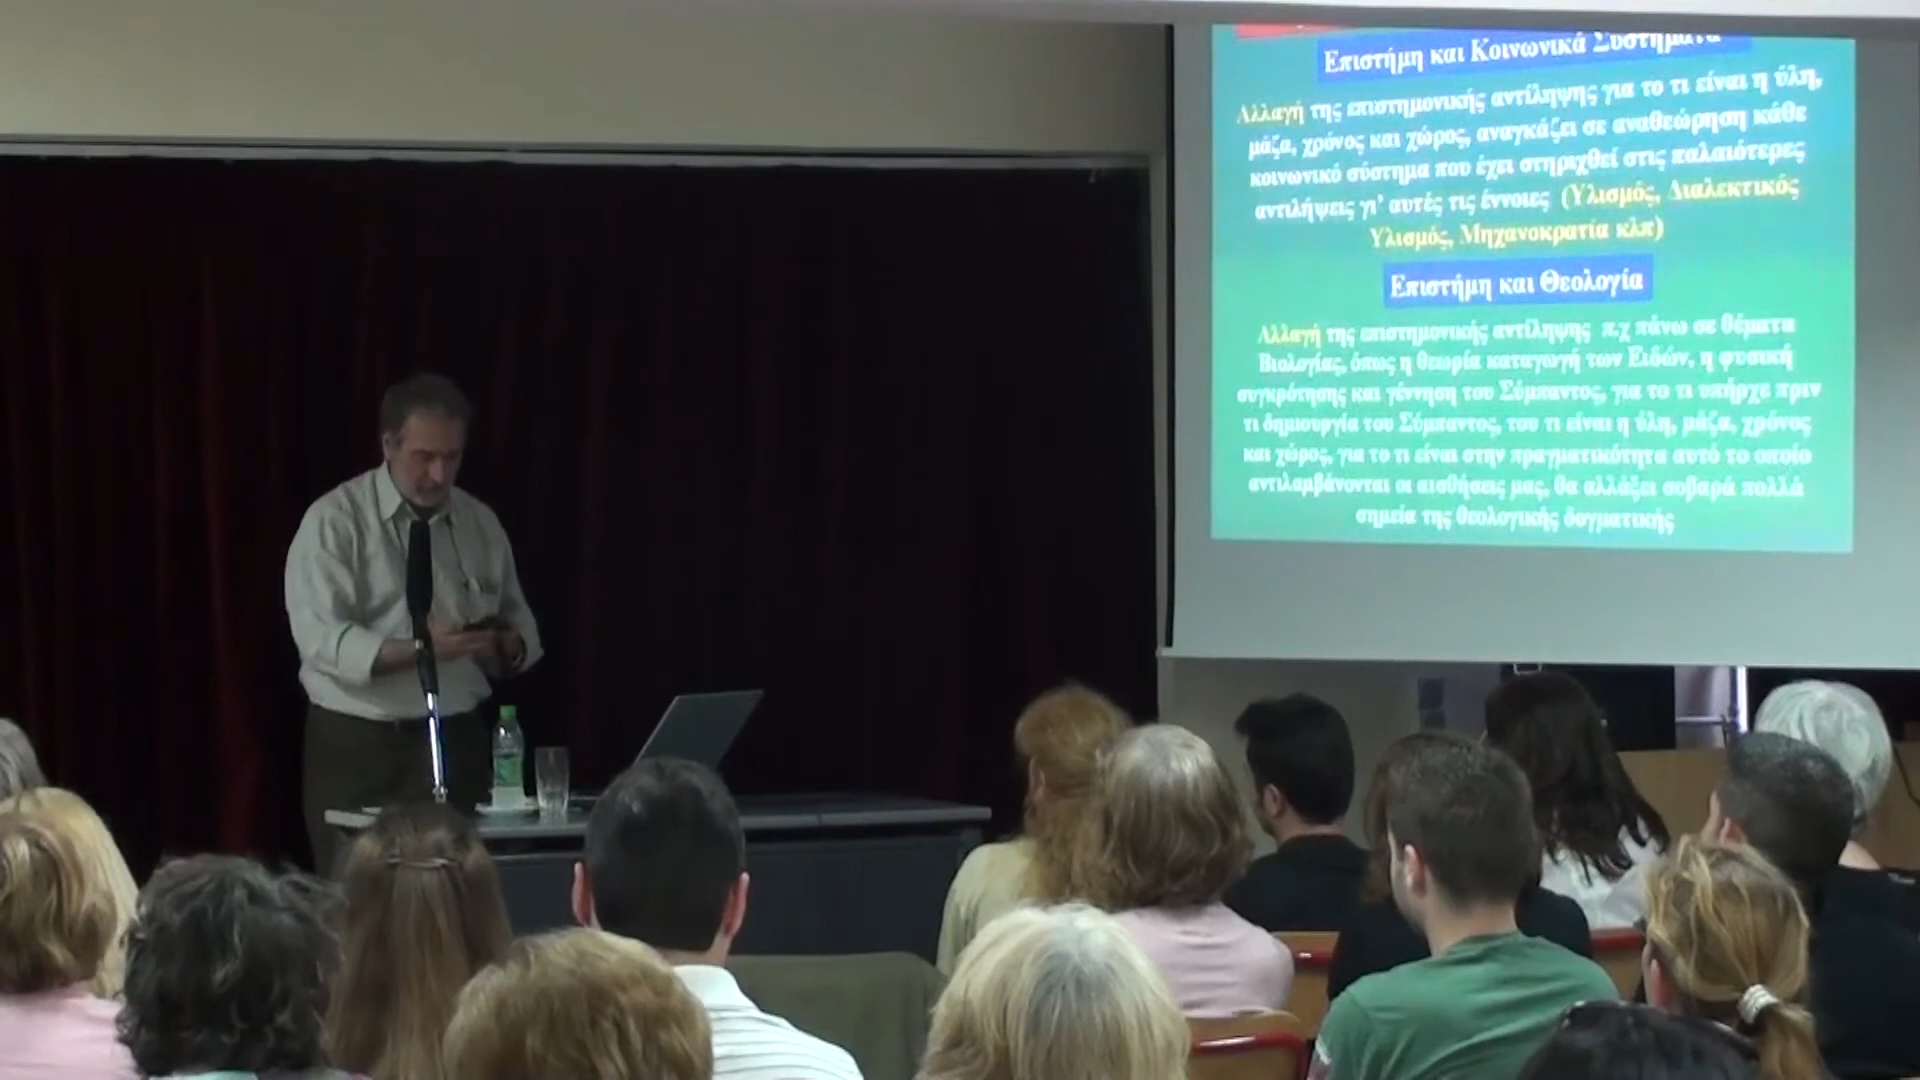 Επιστήμη και Κοινωνικά Συστήματα
Αλλαγή της επιστημονικής αντίληψης για το τι είναι η ύλη,
μάζα, χρόνος και χώρος, αναγκάζει σε αναθεώρηση κάθε
κοινωνικό σύστημα που έχει στηριχθεί στις παλαιότερες
αντιλήψεις γι' αυτές τις έννοιες (Υλισμός, Διαλεκτικός
Υλισμός, Μηχανοκρατία κλπ)
Επιστήμη και Θεολογία
Αλλαγή της επιστημονικής αντίληψης π.χ πάνω σε θέματα
Βιολογίας, όπως η θεωρία καταγωγή των Ειδών, η φυσική
συγκρότησης και γέννηση του Σύμπαντος, για το τι υπήρχε πριν
τι δημιουργία του Σύμπαντος, του τι είναι η ύλη, μάζα, χρόνος
και χώρος, για το τι είναι στην πραγματικότητα αυτό το οποίο
αντιλαμβάνονται οι αισθήσεις μας, θα αλλάξει σοβαρά πολλά
σημεία της θεολογικής δογματικής